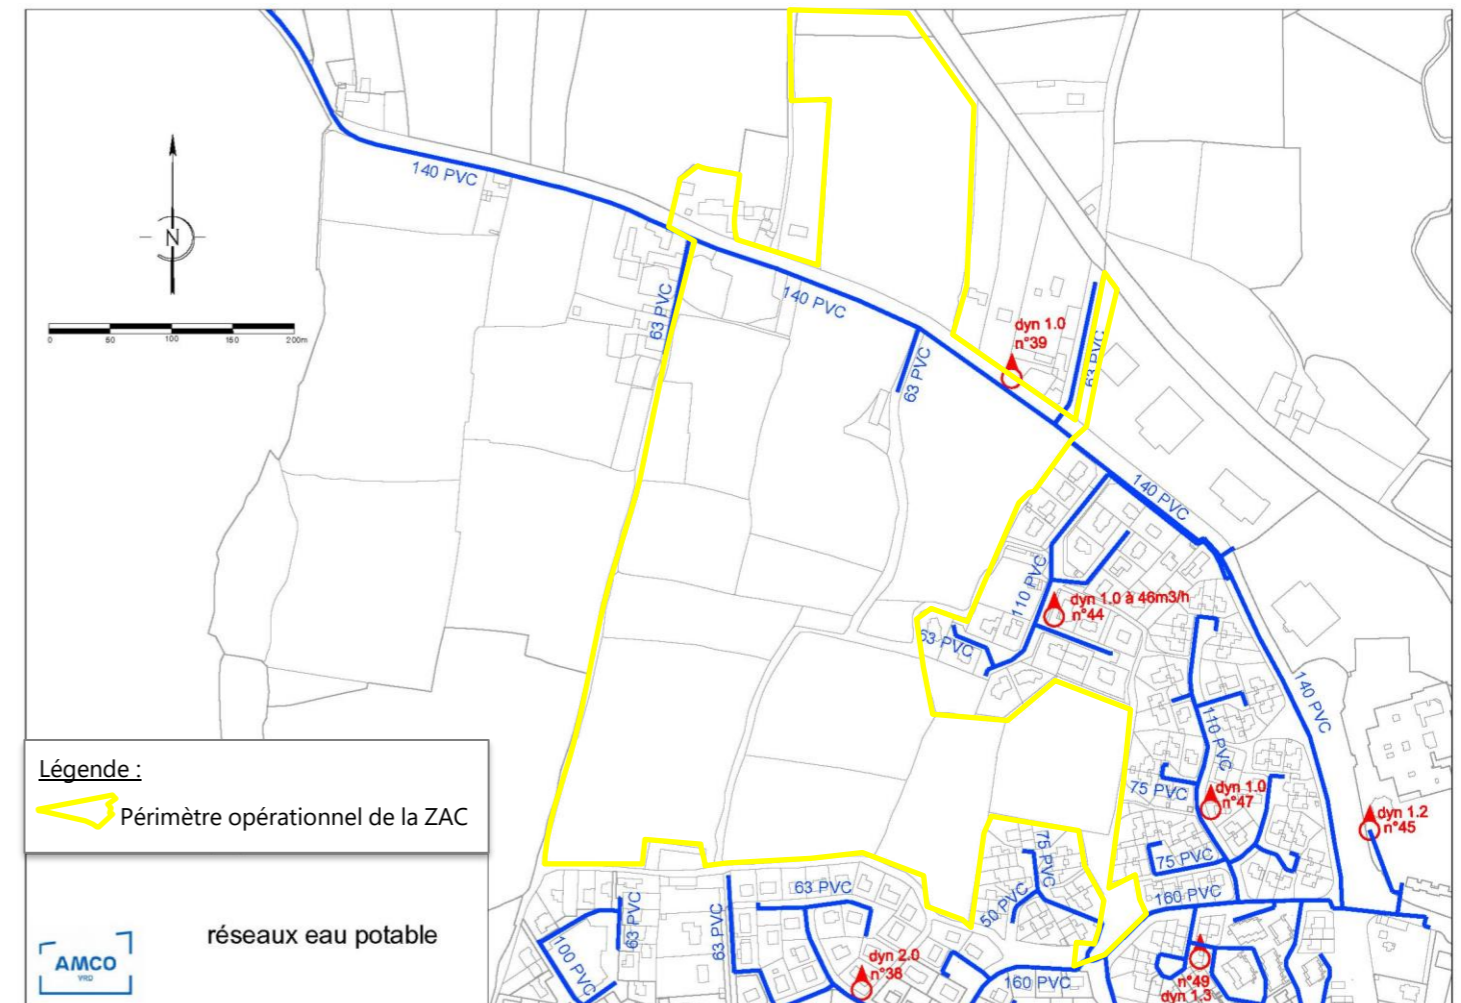 140 PVC
N
0 50 100 150 200m
63 PVC
140 PVC
63 PVC
dyn 1.0
n°39
63 PVC
140 PVC
110 PVC
dyn 1.0 à 46m3/h
n°44
63 PVC
140 PVC
110 PVC
75 PVC
dyn 1.0
n°47
dyn 1.2
n°45
75 PVC
75 PVC
160 PVC
50 PVC
63 PVC
63 PVC
63 PVC
100 PVC
dyn 2.0
n°38
160 PVC
n°49
dyn 1.3
Légende :
Périmètre opérationnel de la ZAC
réseaux eau potable
AMCO
VRD